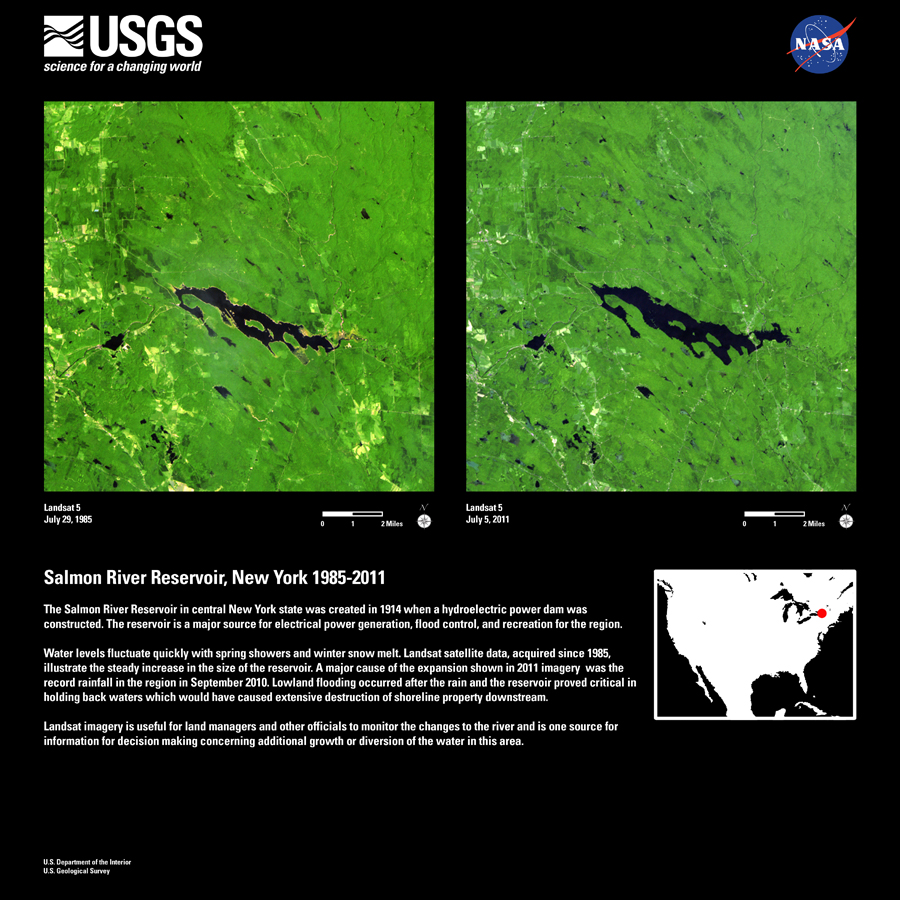 USGS
science for a changing world
NASA
Landsat 5
July 29, 1985
0 1 2 Miles
N
Landsat 5
July 5, 2011
0 1 2 Miles
N
Salmon River Reservoir, New York 1985-2011
The Salmon River Reservoir in central New York state was created in 1914 when a hydroelectric power dam was
constructed. The reservoir is a major source for electrical power generation, flood control, and recreation for the region.
Water levels fluctuate quickly with spring showers and winter snow melt. Landsat satellite data, acquired since 1985,
illustrate the steady increase in the size of the reservoir. A major cause of the expansion shown in 2011 imagery was the
record rainfall in the region in September 2010. Lowland flooding occurred after the rain and the reservoir proved critical in
holding back waters which would have caused extensive destruction of shoreline property downstream.
Landsat imagery is useful for land managers and other officials to monitor the changes to the river and is one source for
information for decision making concerning additional growth or diversion of the water in this area.
U.S. Department of the Interior
U.S. Geological Survey